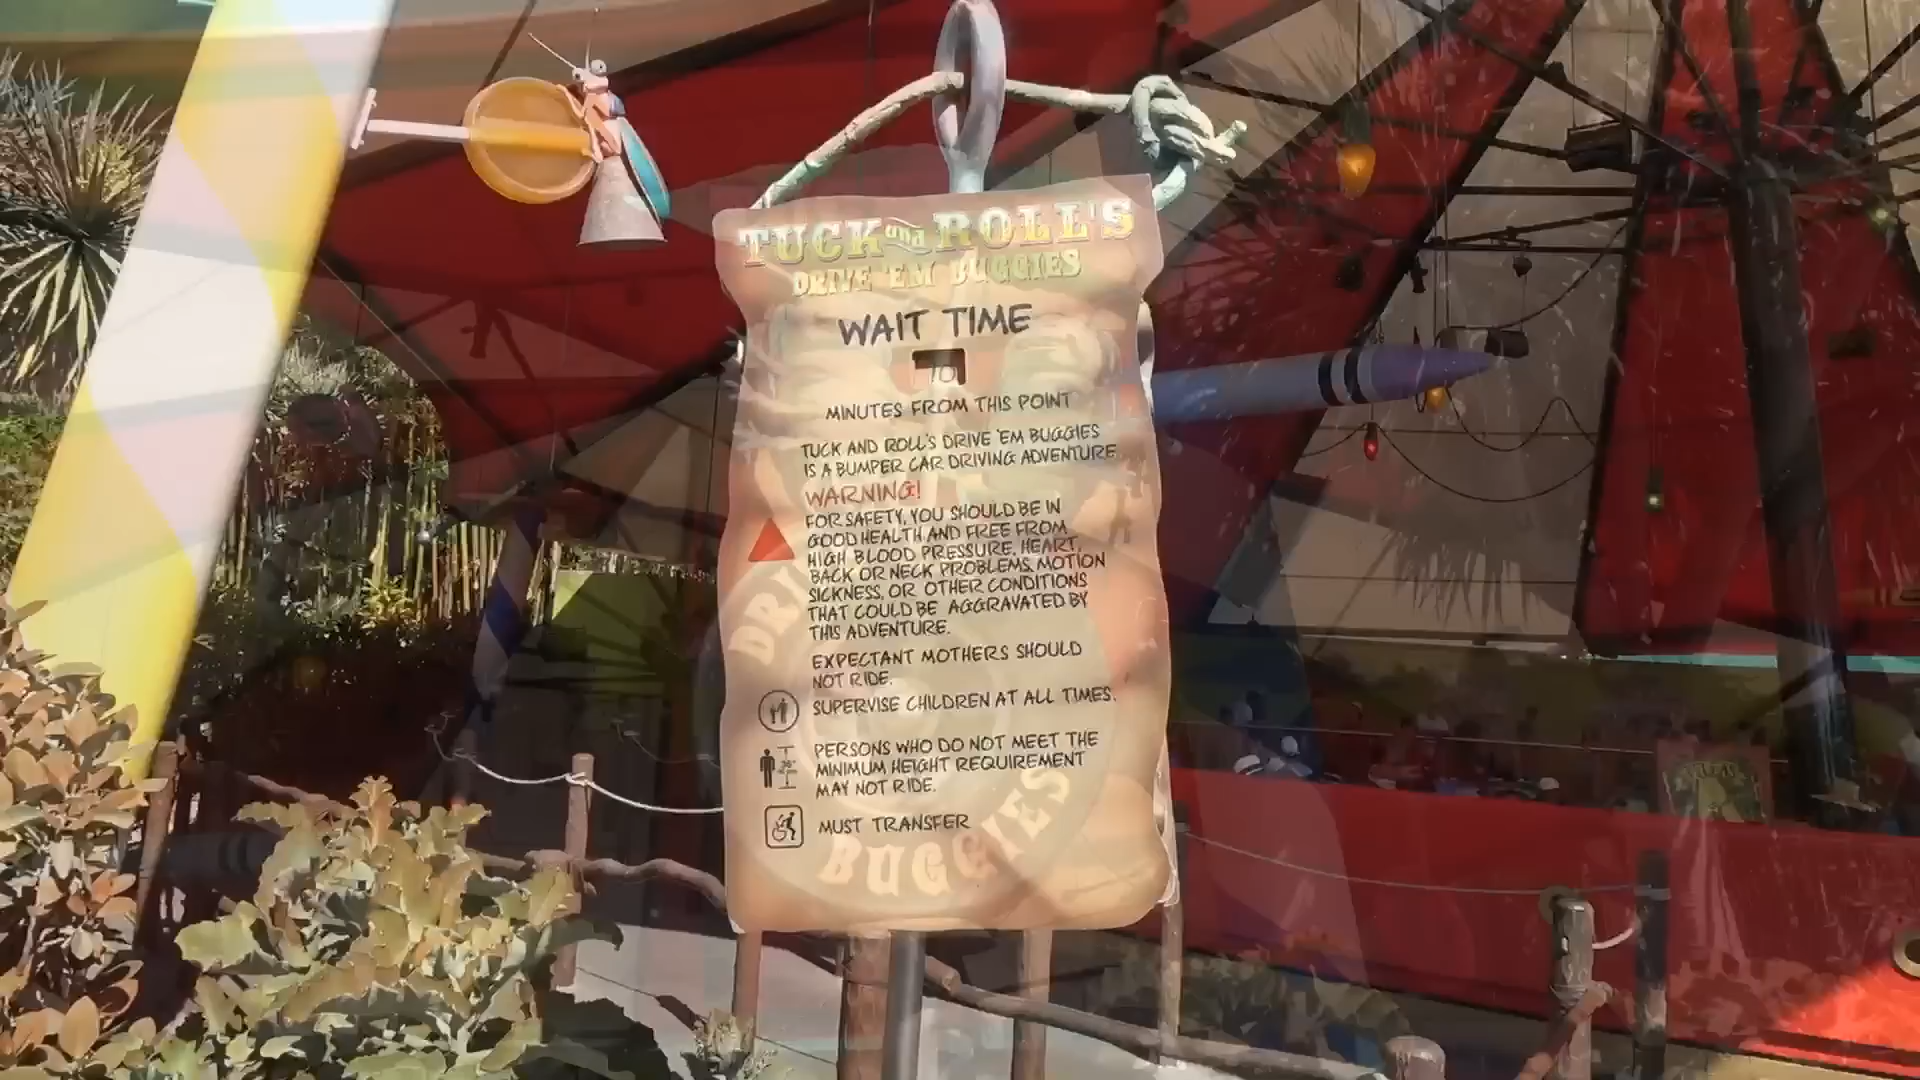 TUCK and ROLL'S
DRIVE 'EM BUGGIES
WAIT TIME
10
MINUTES FROM THIS POINT
TUCK AND ROLL'S DRIVE 'EM BUGGIES
IS A BUMPER CAR DRIVING ADVENTURE
WARNING!
FOR SAFETY, YOU SHOULD BE IN
GOOD HEALTH AND FREE FROM
HIGH BLOOD PRESSURE, HEART,
BACK OR NECK PROBLEMS, MOTION
SICKNESS, OR OTHER CONDITIONS
THAT COULD BE AGGRAVATED BY
THIS ADVENTURE.
EXPECTANT MOTHERS SHOULD
NOT RIDE.
SUPERVISE CHILDREN AT ALL TIMES.
PERSONS WHO DO NOT MEET THE
MINIMUM HEIGHT REQUIREMENT
MAY NOT RIDE.
MUST TRANSFER
BUGGIES